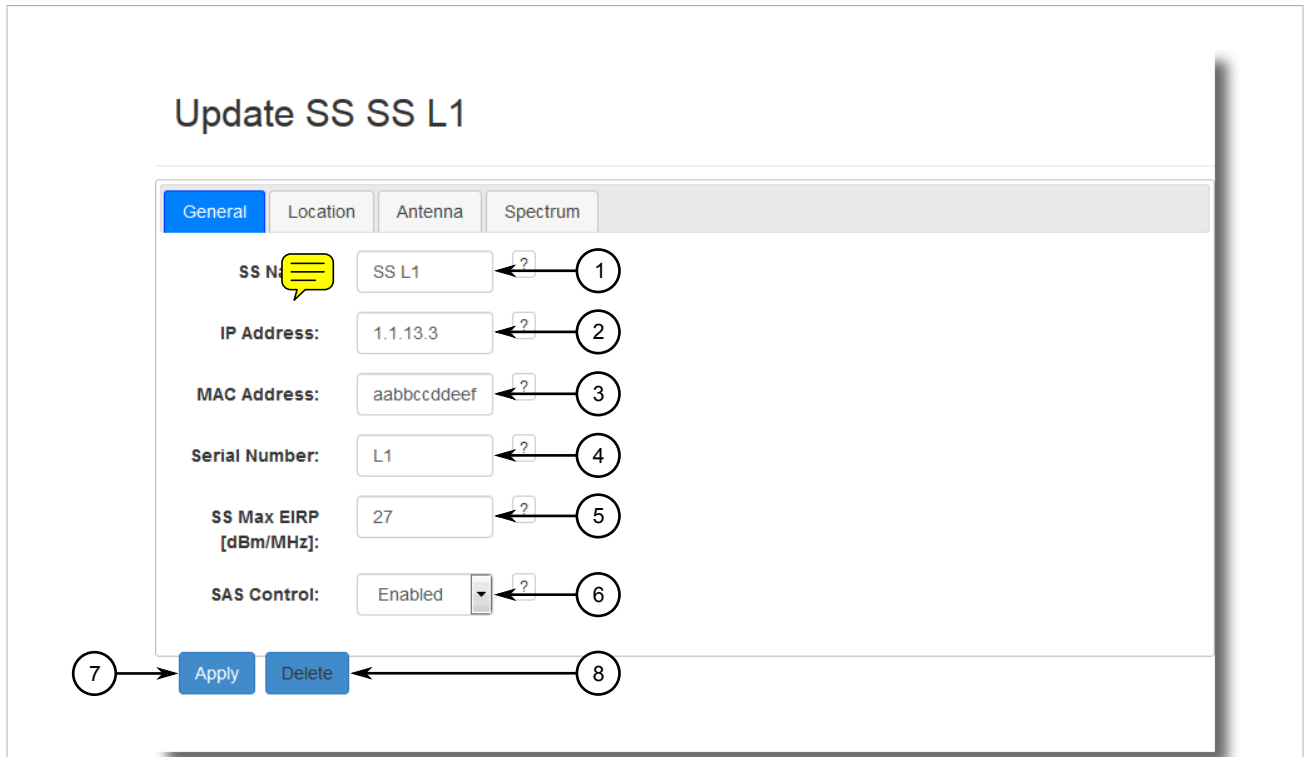 Update SS SS L1
General Location Antenna Spectrum
SS SS L1 ? 1
IP Address: 1.1.13.3 ? 2
MAC Address: aabbccddeef ? 3
Serial Number: L1 ? 4
SS Max EIRP 27 ? 5
[dBm/MHz]:
SAS Control: Enabled ? 6
7 Apply Delete 8